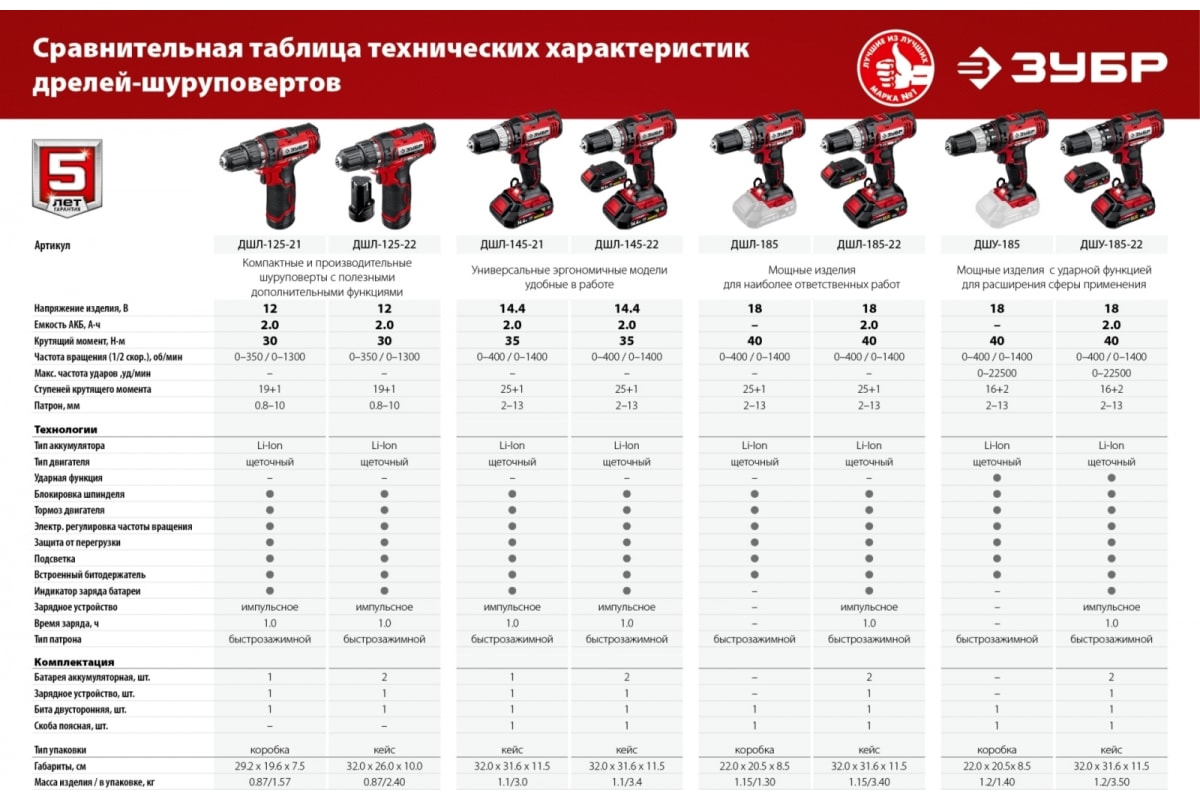 Сравнительная таблица технических характеристик
дрелей-шуруповертов
ЛУЧШИЕ ИЗ ЛУЧШИХ
МАРКА №1
ЗУБР
5
ЛЕТ
ГАРАНТИЯ
Артикул ДШЛ-125-21 ДШЛ-125-22 ДШЛ-145-21 ДШЛ-145-22 ДШЛ-185 ДШЛ-185-22 ДШУ-185 ДШУ-185-22
Компактные и производительные
шуруповерты с полезными
дополнительными функциями
Универсальные эргономичные модели
удобные в работе
Мощные изделия
для наиболее ответственных работ
Мощные изделия с ударной функцией
для расширения сферы применения
Напряжение изделия, В 12 12 14.4 14.4 18 18 18 18
Емкость АКБ, А-ч 2.0 2.0 2.0 2.0 – 2.0 – 2.0
Крутящий момент, Н-м 30 30 35 35 40 40 40 40
Частота вращения (1/2 скор.), об/мин 0–350 / 0–1300 0–350 / 0–1300 0–400 / 0–1400 0–400 / 0–1400 0–400 / 0–1400 0–400 / 0–1400 0–400 / 0–1400 0–400 / 0–1400
Макс. частота ударов ,уд/мин – – – – – – 0–22500 0–22500
Ступеней крутящего момента 19+1 19+1 25+1 25+1 25+1 25+1 16+2 16+2
Патрон, мм 0.8–10 0.8–10 2–13 2–13 2–13 2–13 2–13 2–13
Технологии
Тип аккумулятора Li-Ion Li-Ion Li-Ion Li-Ion Li-Ion Li-Ion Li-Ion Li-Ion
Тип двигателя щеточный щеточный щеточный щеточный щеточный щеточный щеточный щеточный
Ударная функция – – – – – – ● ●
Блокировка шпинделя ● ● ● ● ● ● ● ●
Тормоз двигателя ● ● ● ● ● ● ● ●
Электр. регулировка частоты вращения ● ● ● ● ● ● ● ●
Защита от перегрузки ● ● ● ● ● ● ● ●
Подсветка ● ● ● ● ● ● ● ●
Встроенный битодержатель ● ● ● ● ● ● ● ●
Индикатор заряда батареи ● ● ● ● – ● – ●
Зарядное устройство импульсное импульсное импульсное импульсное – импульсное – импульсное
Время заряда, ч 1.0 1.0 1.0 1.0 – 1.0 – 1.0
Тип патрона быстрозажимной быстрозажимной быстрозажимной быстрозажимной быстрозажимной быстрозажимной быстрозажимной быстрозажимной
Комплектация
Батарея аккумуляторная, шт. 1 2 1 2 – 2 – 2
Зарядное устройство, шт. 1 1 1 1 – 1 – 1
Бита двусторонняя, шт. 1 1 1 1 1 1 1 1
Скоба поясная, шт. – – 1 1 1 1 1 1
Тип упаковки коробка кейс кейс кейс коробка кейс коробка кейс
Габариты, см 29.2 x 19.6 x 7.5 32.0 x 26.0 x 10.0 32.0 x 31.6 x 11.5 32.0 x 31.6 x 11.5 22.0 x 20.5 x 8.5 32.0 x 31.6 x 11.5 22.0 x 20.5x 8.5 32.0 x 31.6 x 11.5
Масса изделия / в упаковке, кг 0.87/1.57 0.87/2.40 1.1/3.0 1.1/3.4 1.15/1.30 1.15/3.40 1.2/1.40 1.2/3.50